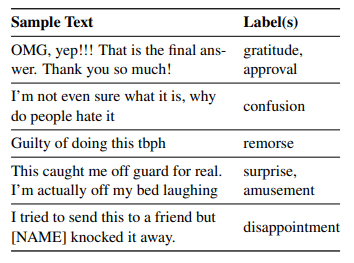 Sample Text Label(s)
OMG, yep!!! That is the final ans-
wer. Thank you so much!
gratitude,
approval
I'm not even sure what it is, why
do people hate it
confusion
Guilty of doing this tbph remorse
This caught me off guard for real.
I'm actually off my bed laughing
surprise,
amusement
I tried to send this to a friend but
[NAME] knocked it away.
disappointment